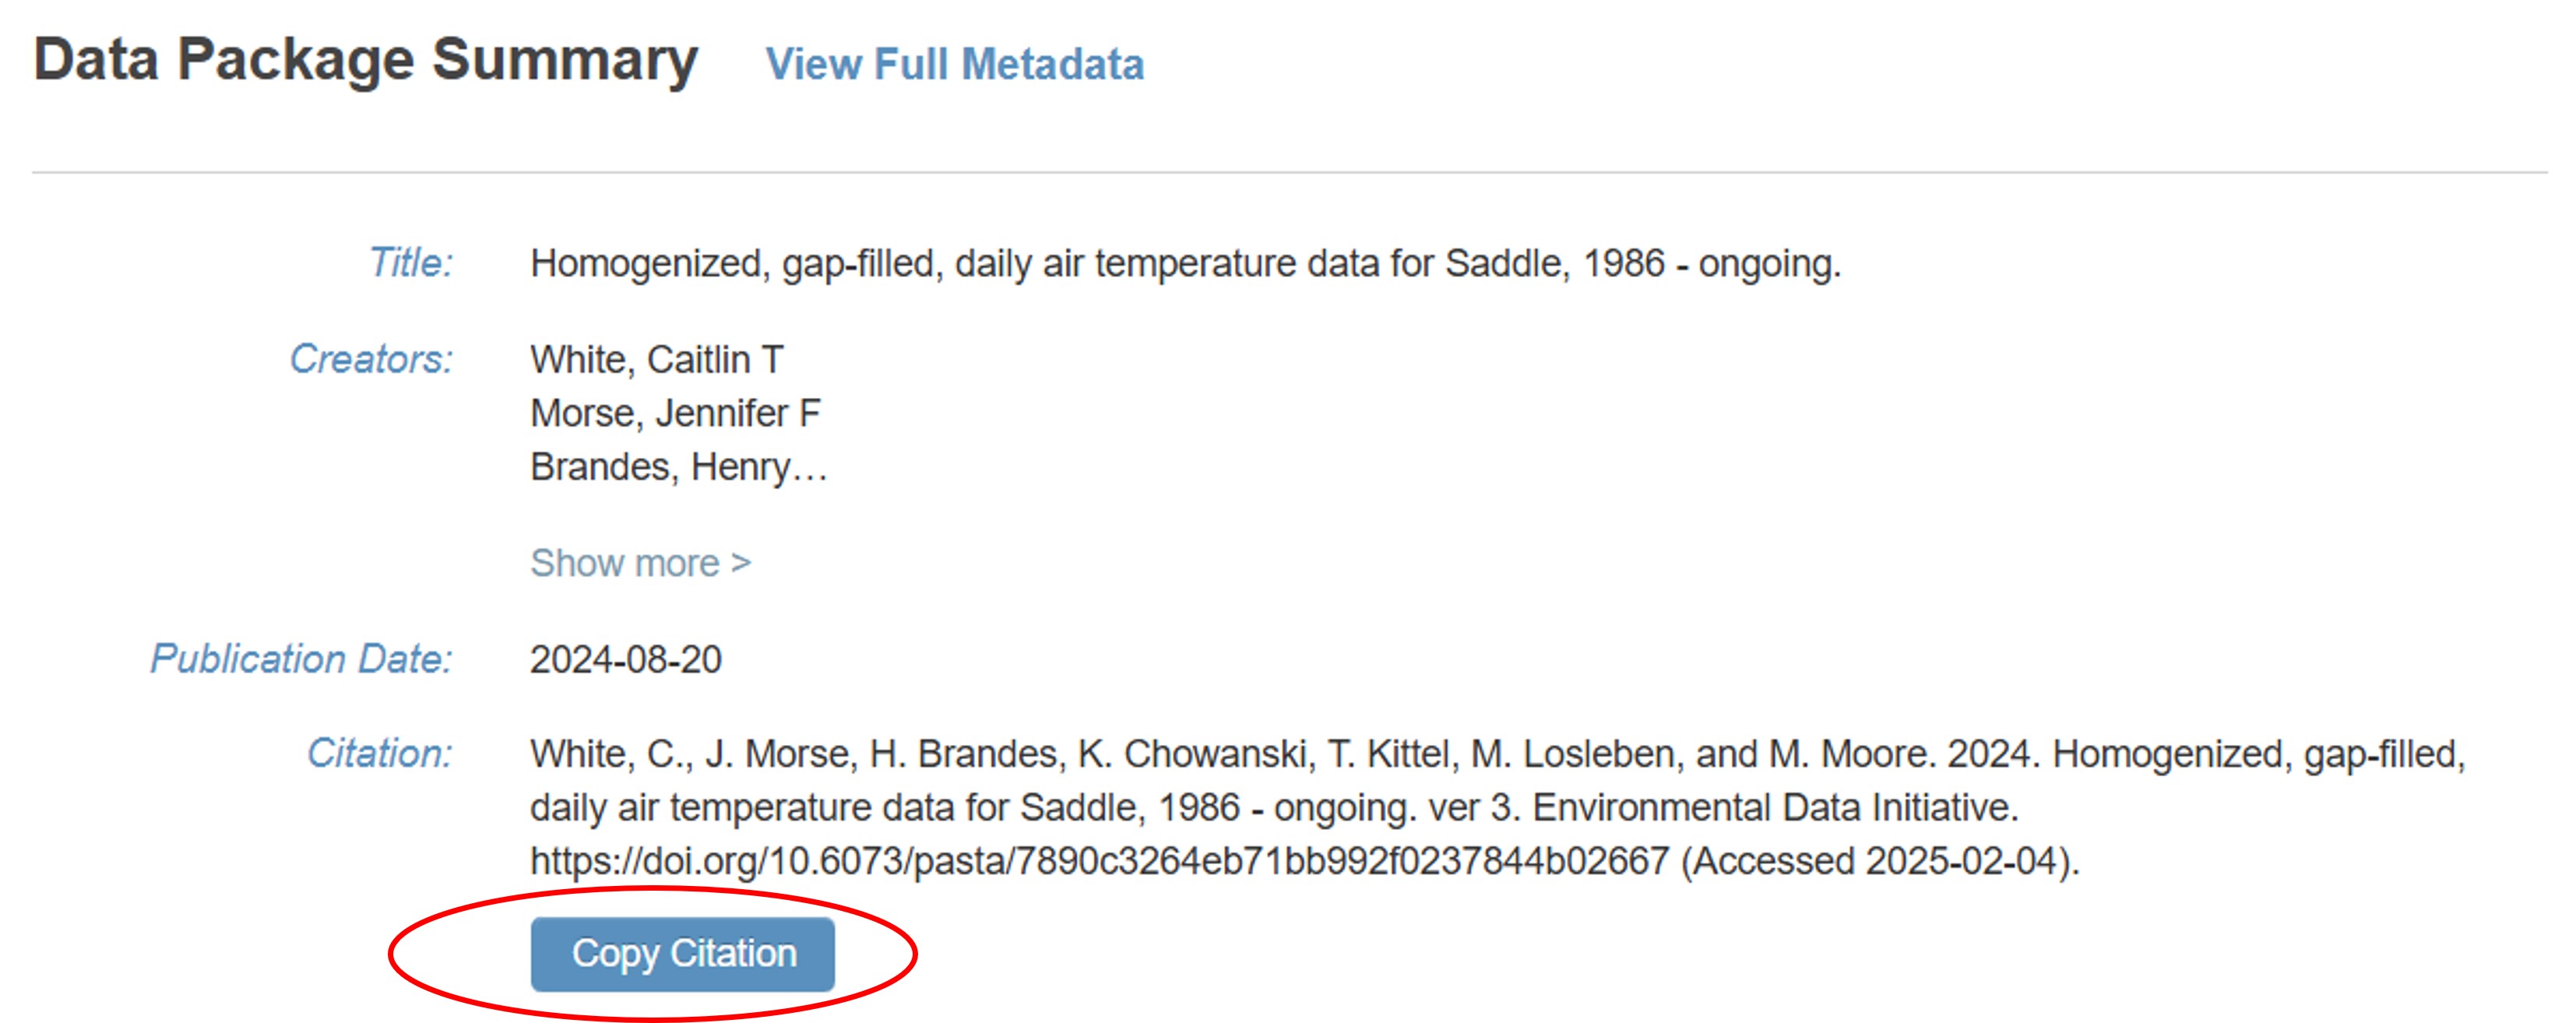 Data Package Summary View Full Metadata
Title: Homogenized, gap-filled, daily air temperature data for Saddle, 1986 - ongoing.
Creators: White, Caitlin T
Morse, Jennifer F
Brandes, Henry…
Show more >
Publication Date: 2024-08-20
Citation: White, C., J. Morse, H. Brandes, K. Chowanski, T. Kittel, M. Losleben, and M. Moore. 2024. Homogenized, gap-filled,
daily air temperature data for Saddle, 1986 - ongoing. ver 3. Environmental Data Initiative.
https://doi.org/10.6073/pasta/7890c3264eb71bb992f0237844b02667 (Accessed 2025-02-04).
Copy Citation